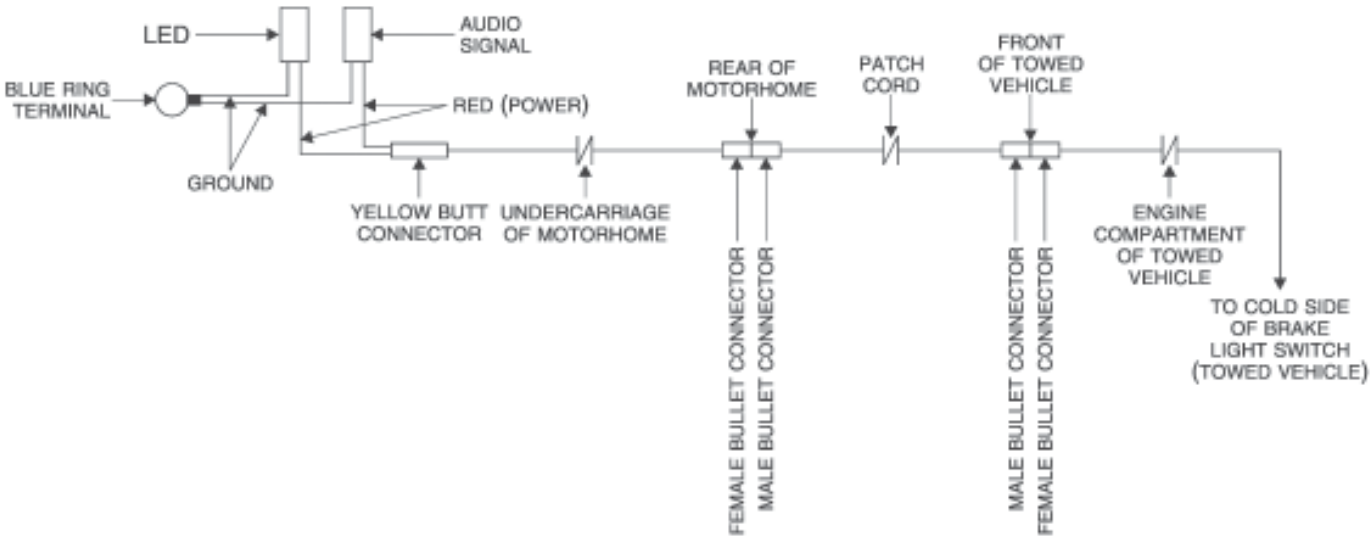 LED
AUDIO
SIGNAL
BLUE RING
TERMINAL
RED (POWER)
GROUND
YELLOW BUTT
CONNECTOR
UNDERCARRIAGE
OF MOTORHOME
REAR OF
MOTORHOME
PATCH
CORD
FRONT
OF TOWED
VEHICLE
FEMALE BULLET CONNECTOR
MALE BULLET CONNECTOR
MALE BULLET CONNECTOR
FEMALE BULLET CONNECTOR
ENGINE
COMPARTMENT
OF TOWED
VEHICLE
TO COLD SIDE
OF BRAKE
LIGHT SWITCH
(TOWED VEHICLE)